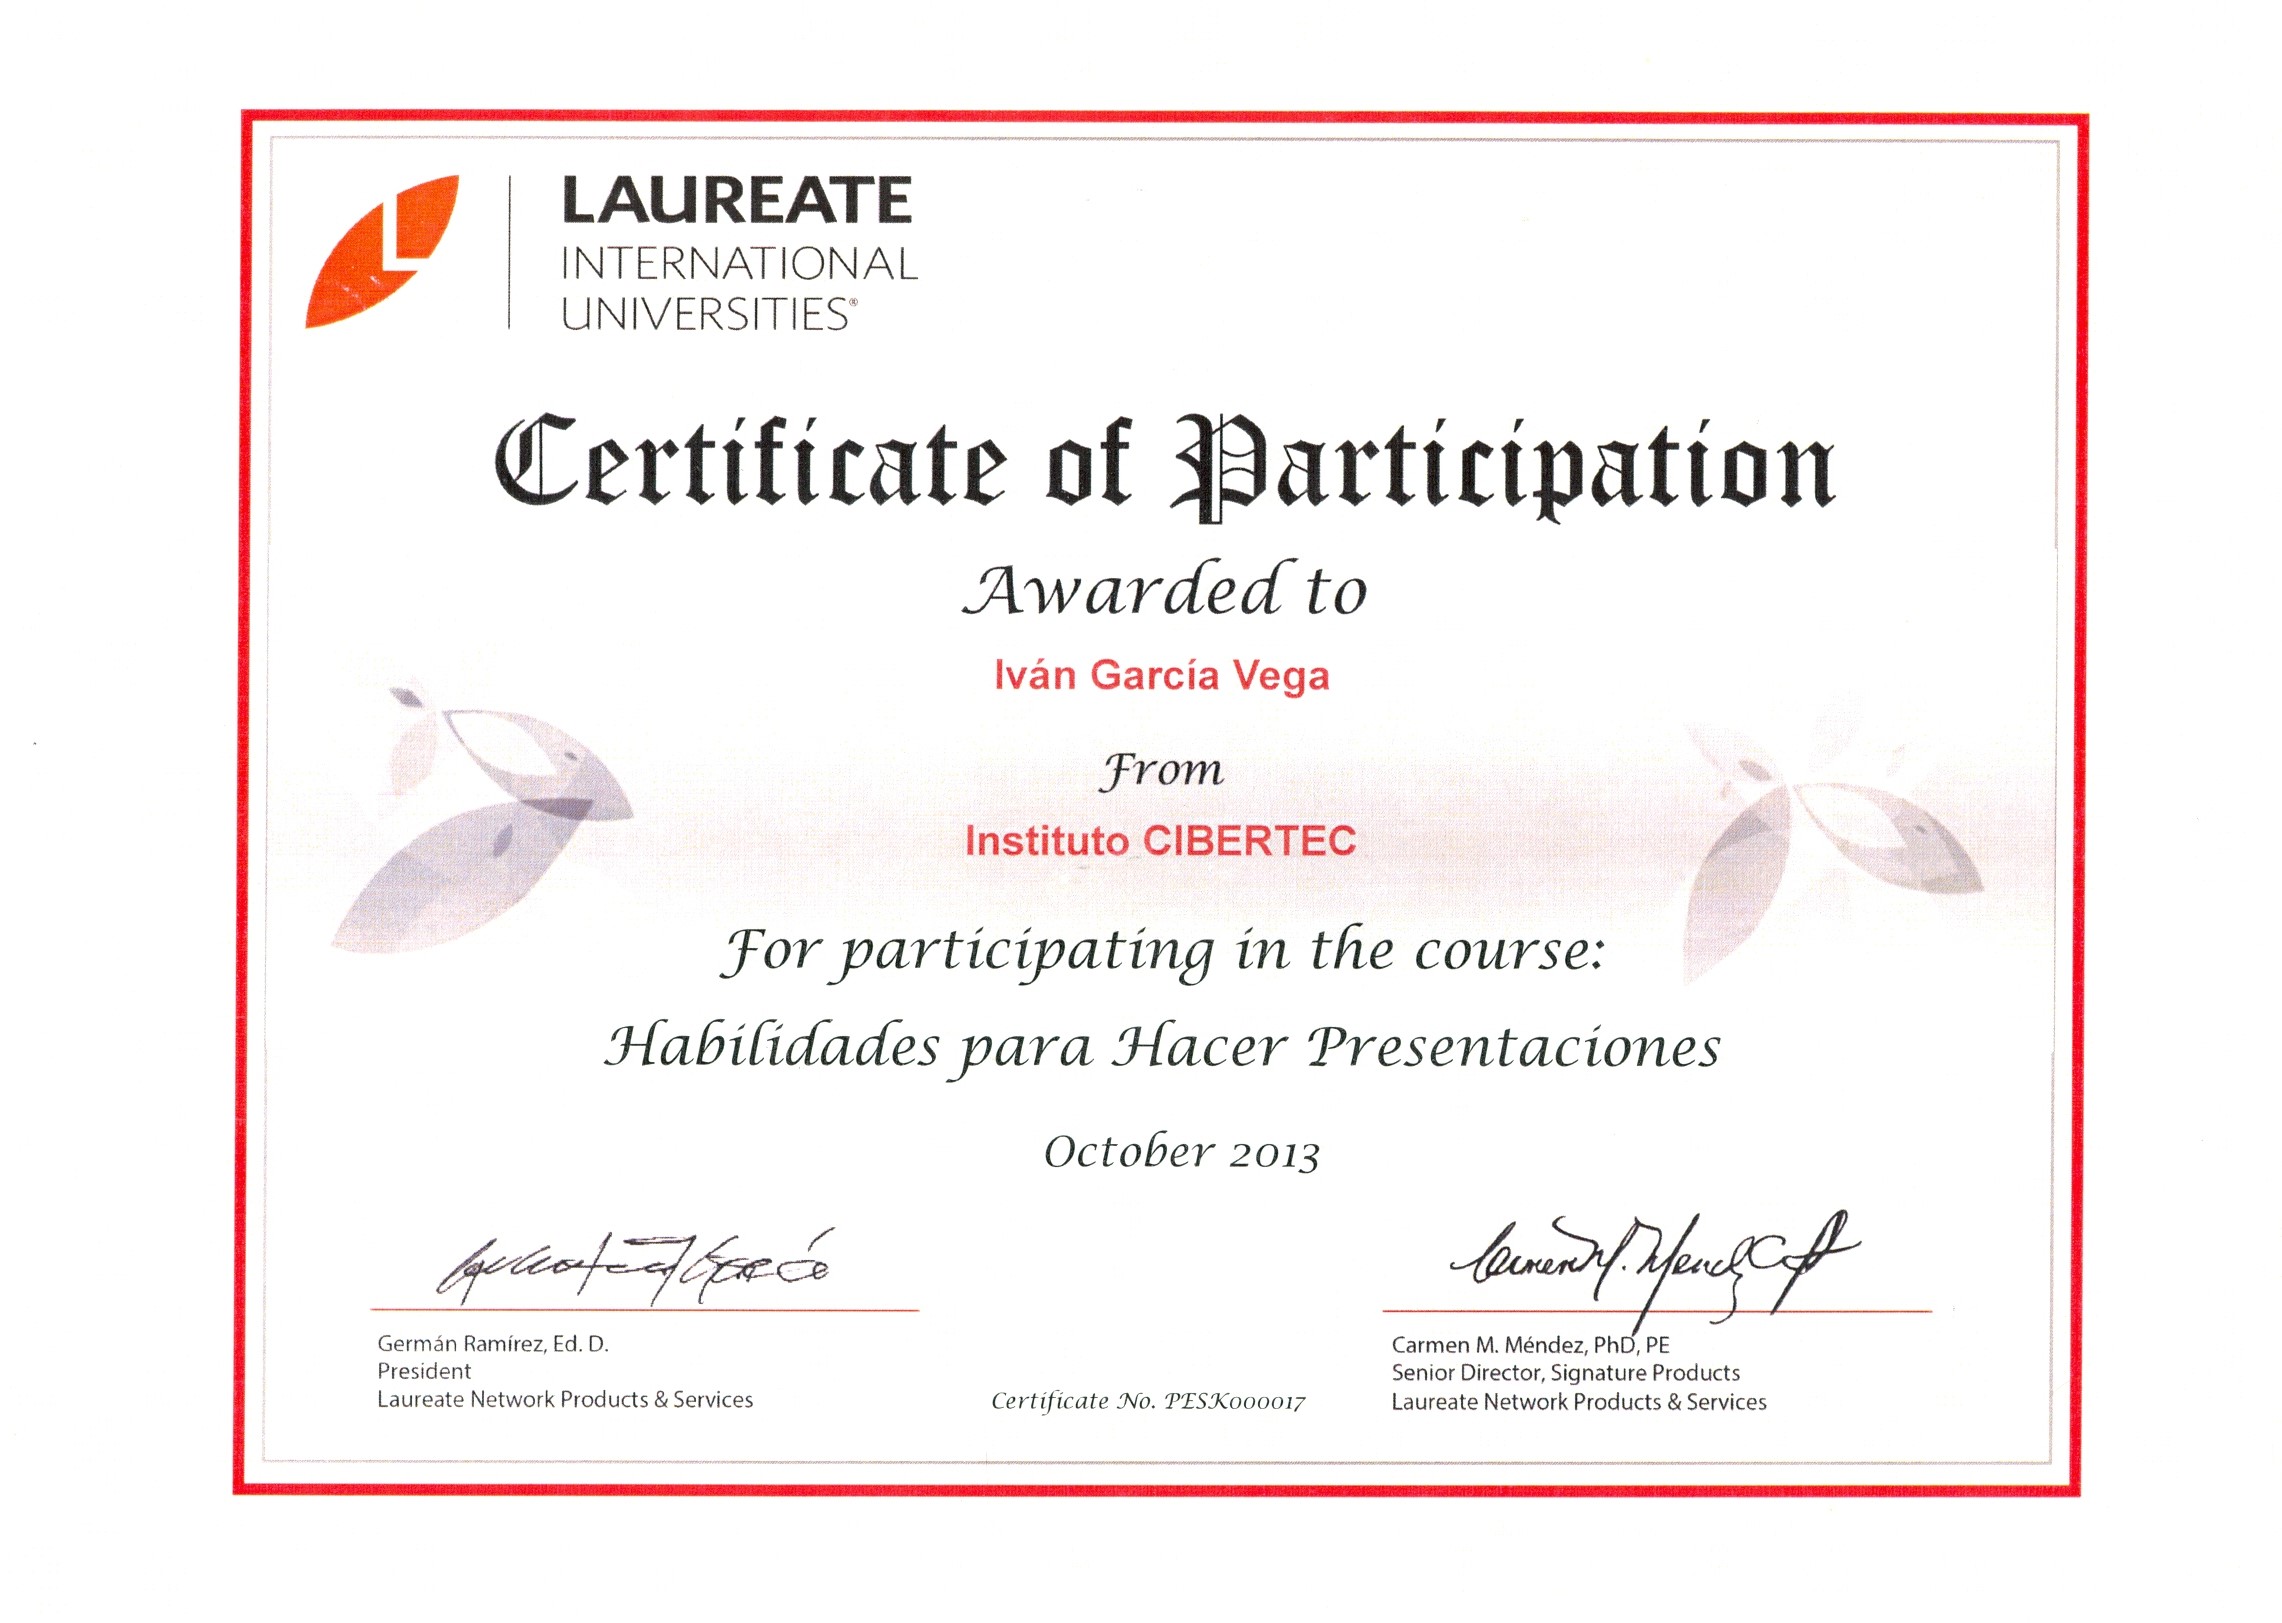 LAUREATE
INTERNATIONAL
UNIVERSITIES®
Certificate of Participation
Awarded to
Iván García Vega
From
Instituto CIBERTEC
For participating in the course:
Habilidades para Hacer Presentaciones
October 2013
Germán Ramírez, Ed. D.
President
Laureate Network Products & Services
Certificate No. PESK000017
Carmen M. Méndez, PhD, PE
Senior Director, Signature Products
Laureate Network Products & Services